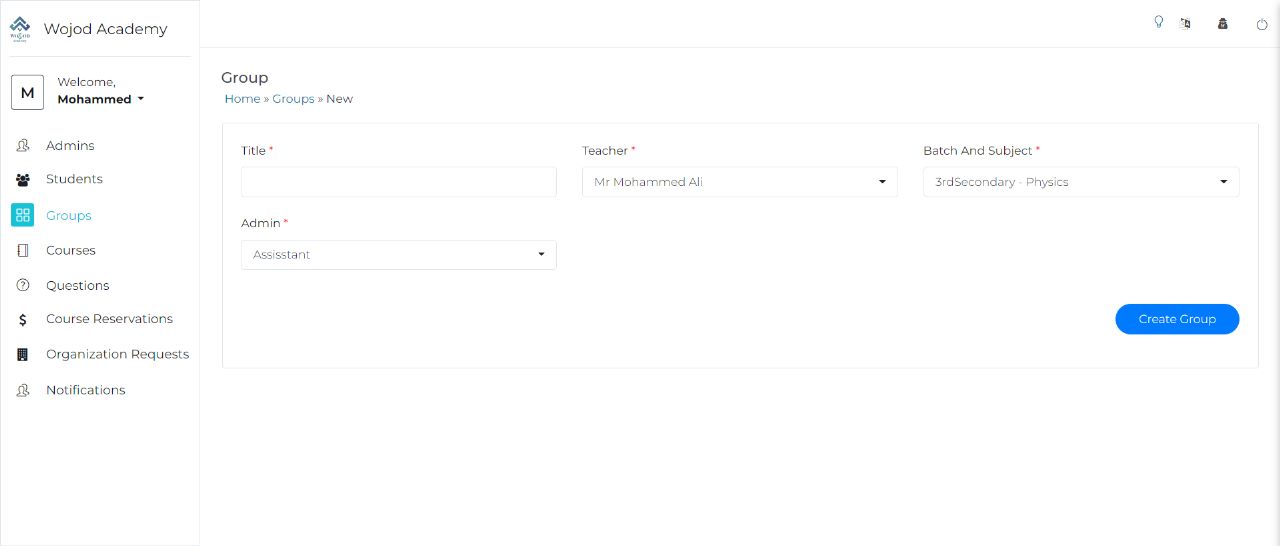 Wojod Academy
M
Welcome,
Mohammed
Admins
Students
Groups
Courses
Questions
Course Reservations
Organization Requests
Notifications
Group
Home » Groups » New
Title *
Teacher *
Batch And Subject *
Mr Mohammed Ali
3rdSecondary - Physics
Admin *
Assisstant
Create Group